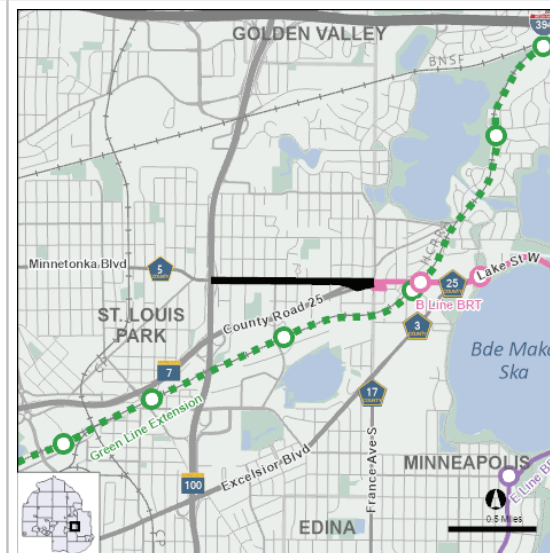 GOLDEN VALLEY
394
BNSF
Minnetonka Blvd
5
COUNTY
Lake St W
25
COUNTY
B Line BRT
County Road 25
ST. LOUIS
PARK
3
COUNTY
7
Bde Maka
Ska
17
COUNTY
Green Line Extension
Excelsior Blvd
France Ave S
MINNEAPOLIS
100
E Line BR
0.5 Miles
EDINA